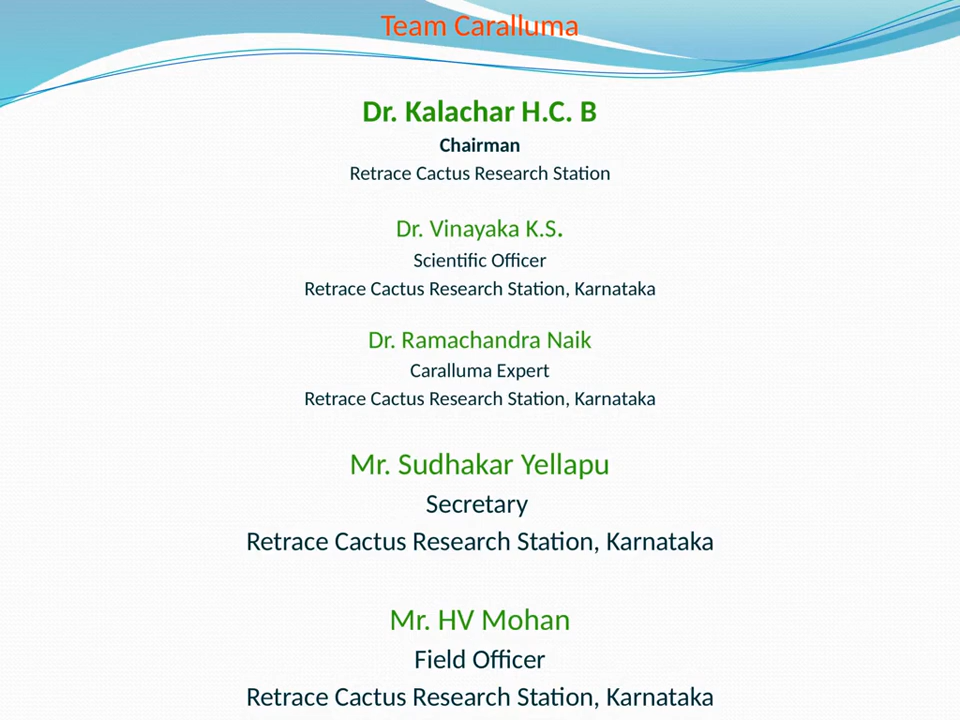 Team Caralluma
Dr. Kalachar H.C. B
Chairman
Retrace Cactus Research Station
Dr. Vinayaka K.S.
Scientific Officer
Retrace Cactus Research Station, Karnataka
Dr. Ramachandra Naik
Caralluma Expert
Retrace Cactus Research Station, Karnataka
Mr. Sudhakar Yellapu
Secretary
Retrace Cactus Research Station, Karnataka
Mr. HV Mohan
Field Officer
Retrace Cactus Research Station, Karnataka